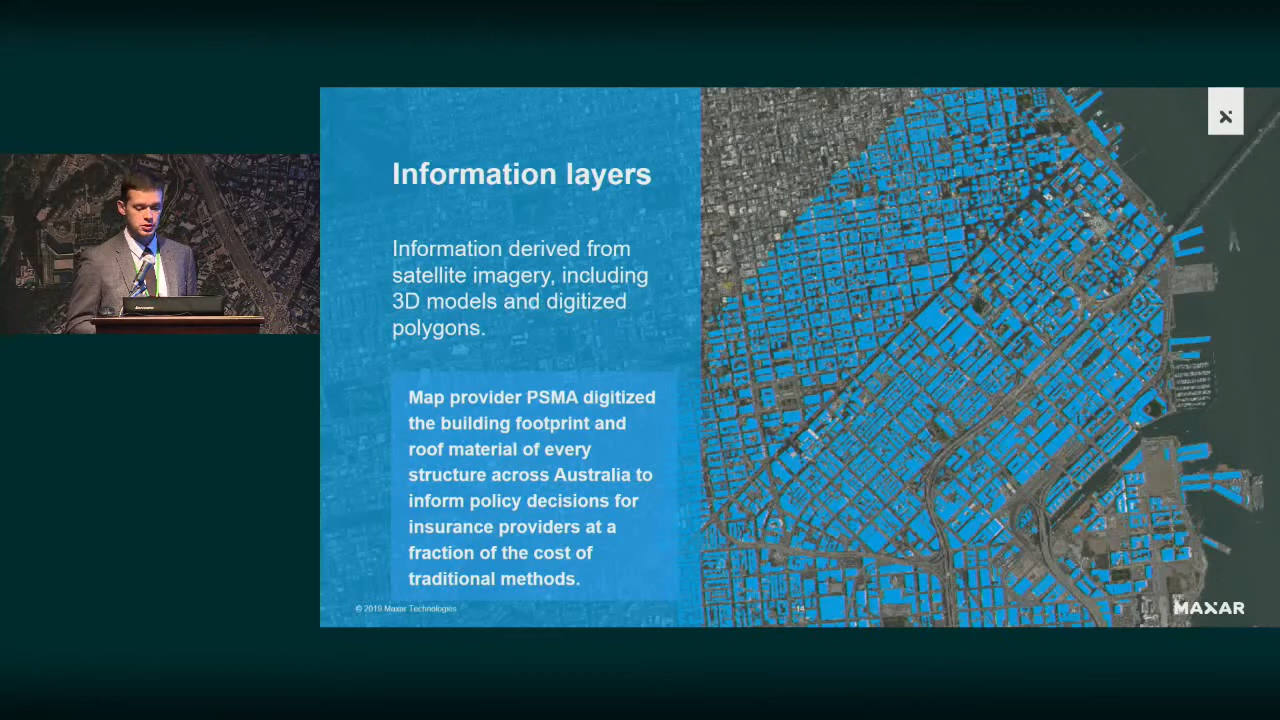 Information layers
Information derived from
satellite imagery, including
3D models and digitized
polygons.
Map provider PSMA digitized
the building footprint and
roof material of every
structure across Australia to
inform policy decisions for
insurance providers at a
fraction of the cost of
traditional methods.
© 2019 Maxar Technologies
14
MAXAR